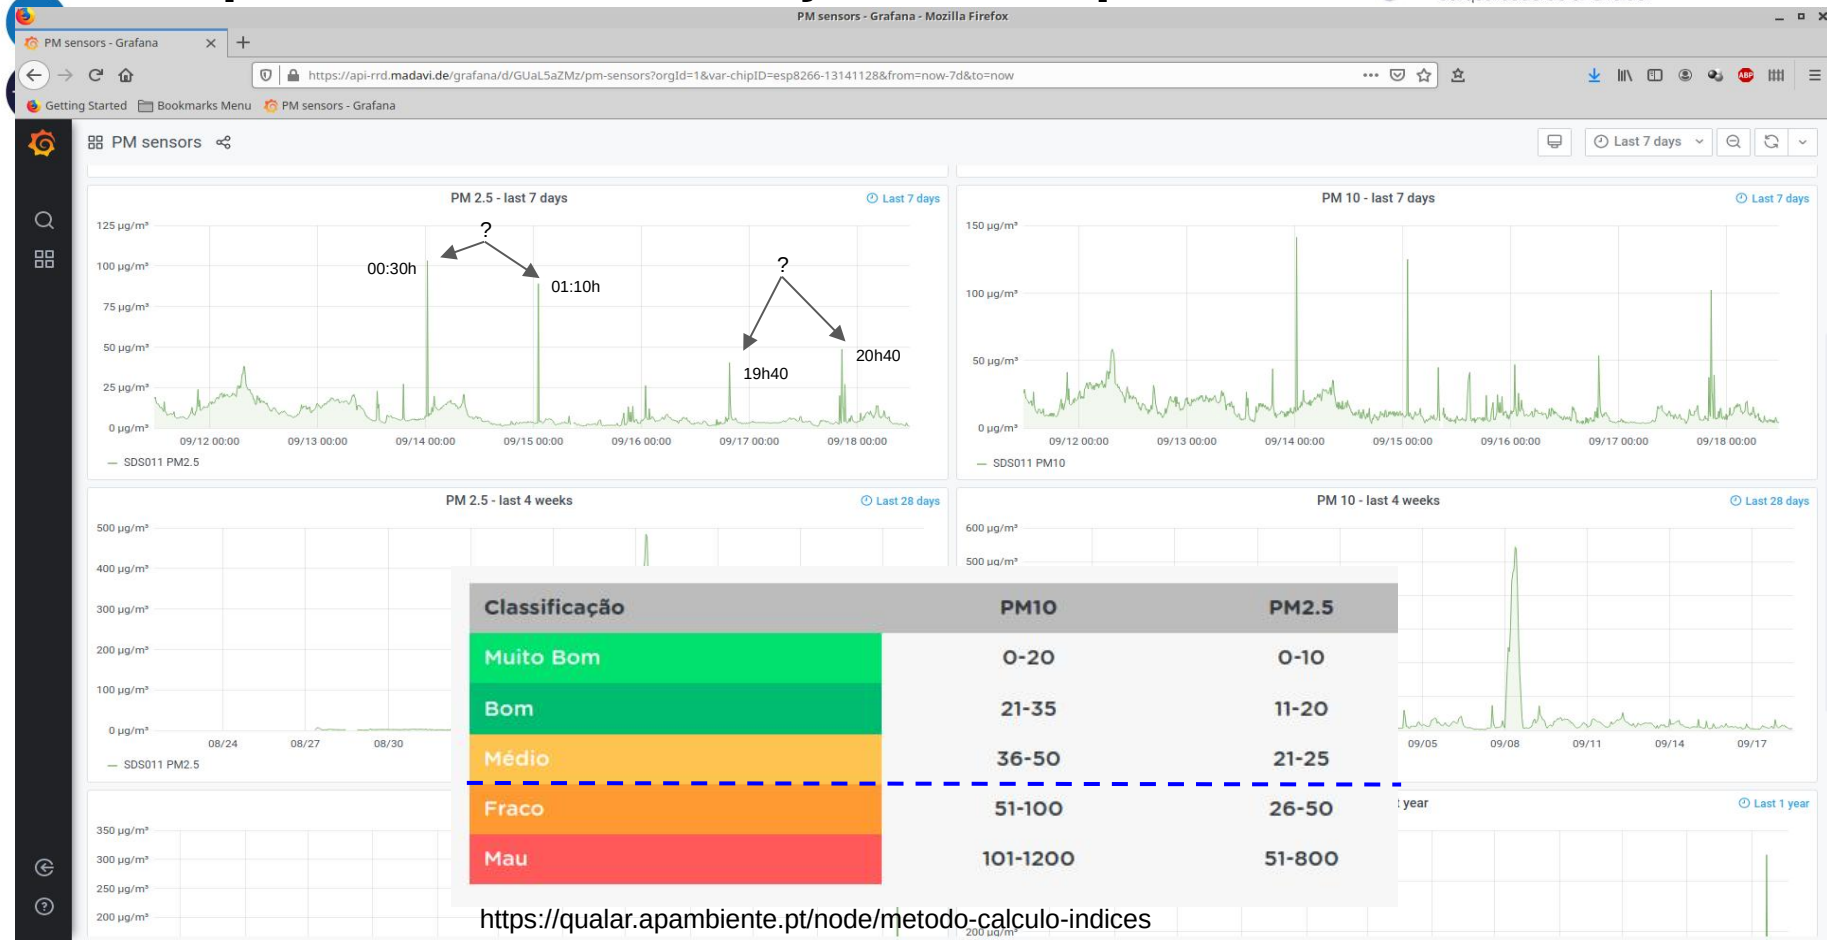 PM sensors - Grafana - Mozilla Firefox
PM sensors - Grafana
https://api-rrd.madavi.de/grafana/d/GUaL5aZMz/pm-sensors?orgId=1&var-chipID=esp8266-13141128&from=now-7d&to=now
ABP
Getting Started Bookmarks Menu PM sensors - Grafana
PM sensors
Last 7 days
PM 2.5 - last 7 days
Last 7 days
125 µg/m³
100 µg/m³
75 µg/m³
50 µg/m³
25 µg/m³
0 µg/m³
?
00:30h
01:10h
?
19h40
20h40
09/12 00:00 09/13 00:00 09/14 00:00 09/15 00:00 09/16 00:00 09/17 00:00 09/18 00:00
SDS011 PM2.5
PM 10 - last 7 days
Last 7 days
150 µg/m³
100 µg/m³
50 µg/m³
0 µg/m³
09/12 00:00 09/13 00:00 09/14 00:00 09/15 00:00 09/16 00:00 09/17 00:00 09/18 00:00
SDS011 PM10
PM 2.5 - last 4 weeks
Last 28 days
500 µg/m³
400 µg/m³
300 µg/m³
200 µg/m³
100 µg/m³
0 µg/m³
08/24 08/27 08/30
SDS011 PM2.5
PM 10 - last 4 weeks
Last 28 days
600 µg/m³
500 µg/m³
09/05 09/08 09/11 09/14 09/17
Classificação PM10 PM2.5
Muito Bom 0-20 0-10
Bom 21-35 11-20
Médio 36-50 21-25
Fraco 51-100 26-50
Mau 101-1200 51-800
https://qualar.apambiente.pt/node/metodo-calculo-indices
350 µg/m³
300 µg/m³
250 µg/m³
200 µg/m³
year
Last 1 year
200 µg/m³